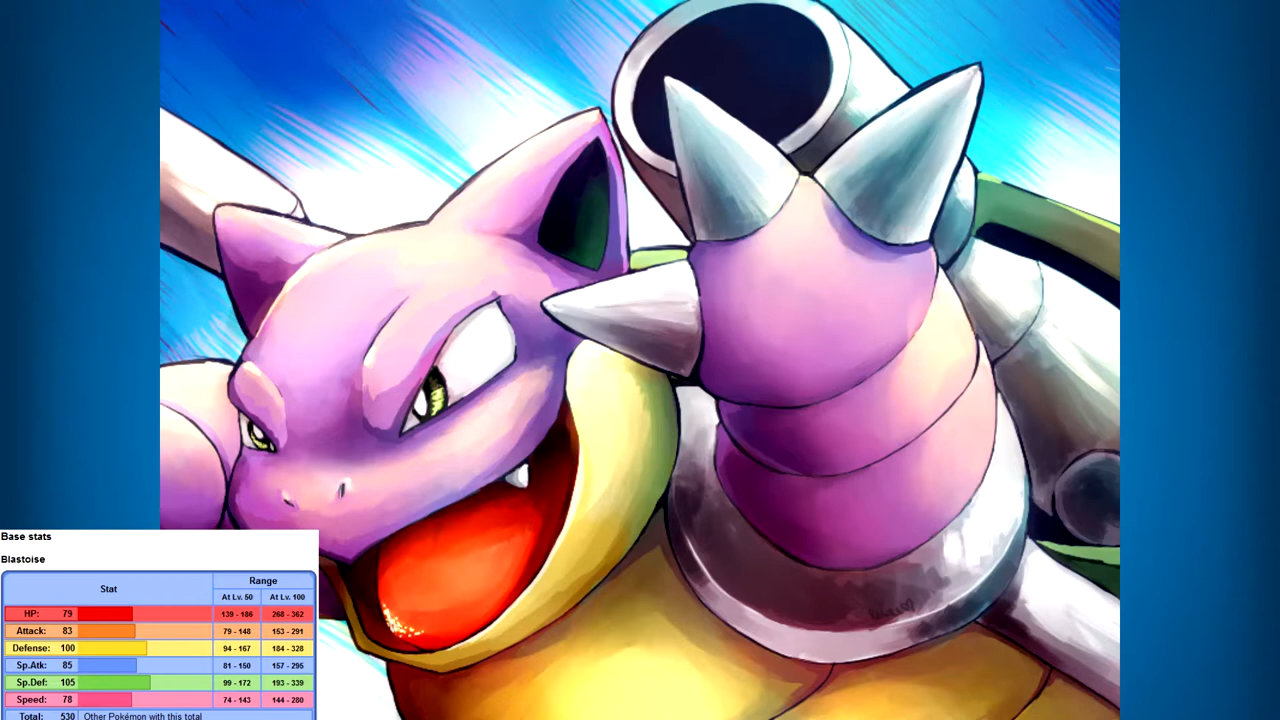 Base stats
Blastoise
Stat Range
At Lv. 50 At Lv. 100
HP: 79 139 - 186 268 - 362
Attack: 83 79 - 148 153 - 291
Defense: 100 94 - 167 184 - 328
Sp.Atk: 85 81 - 150 157 - 295
Sp.Def: 105 99 - 172 193 - 339
Speed: 78 74 - 143 144 - 280
Total: 530 Other Pokémon with this total